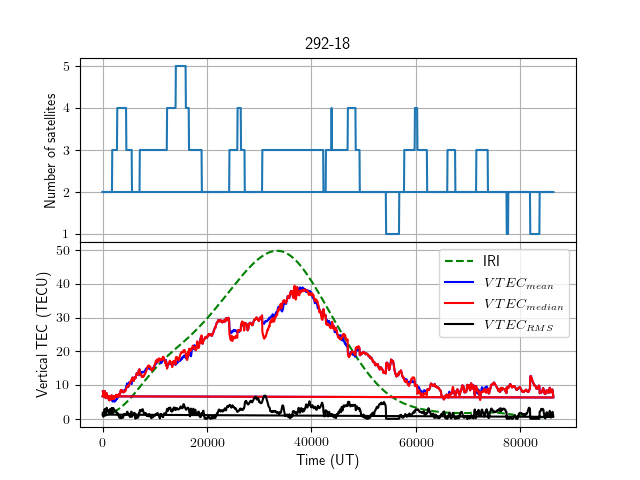 292-18
Number of satellites
5
4
3
2
1
Vertical TEC (TECU)
50
40
30
20
10
0
IRI
VTEC_mean
VTEC_median
VTEC_RMS
0 20000 40000 60000 80000
Time (UT)